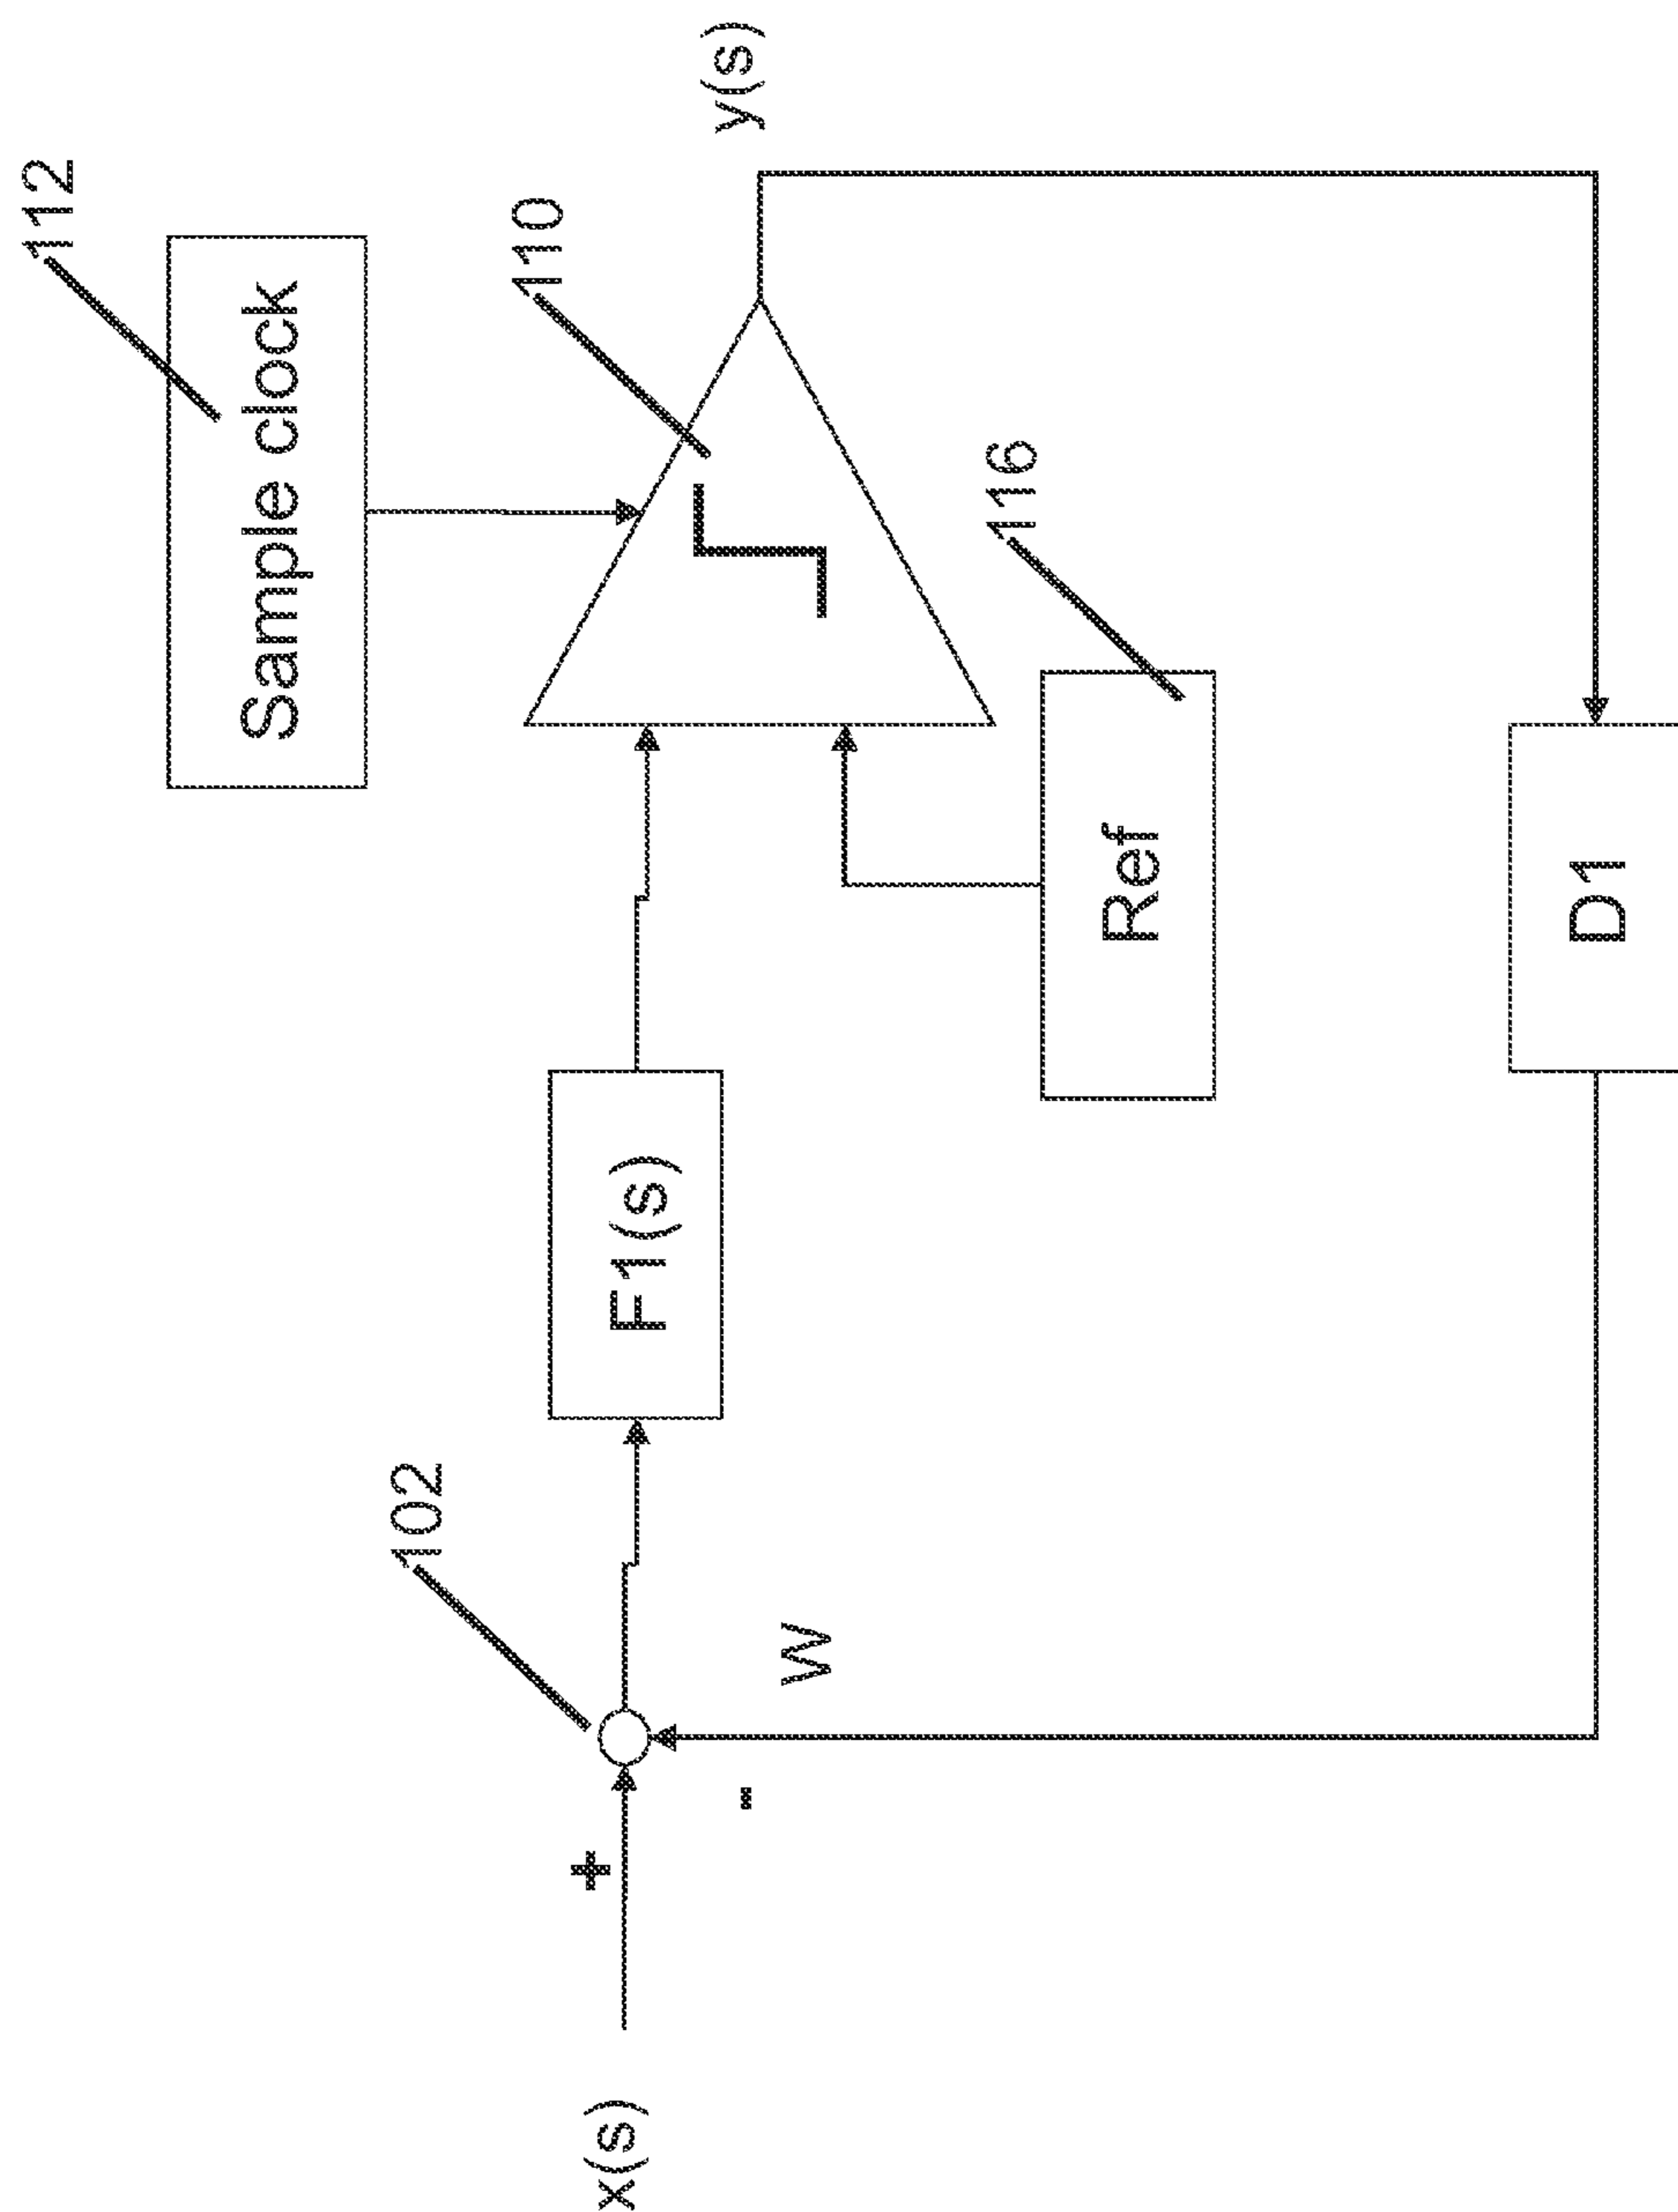 112
Sample clock
110
y(s)
102
F1(s)
116
x(s)
+
-
W
Ref
D1